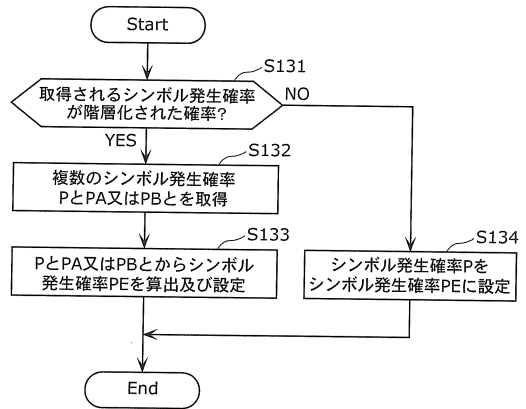 Start
S131
取得されるシンボル発生確率
が階層化された確率?
NO
YES
S132
複数のシンボル発生確率
PとPA又はPBとを取得
S133
PとPA又はPBとからシンボル
発生確率PEを算出及び設定
S134
シンボル発生確率Pを
シンボル発生確率PEに設定
End